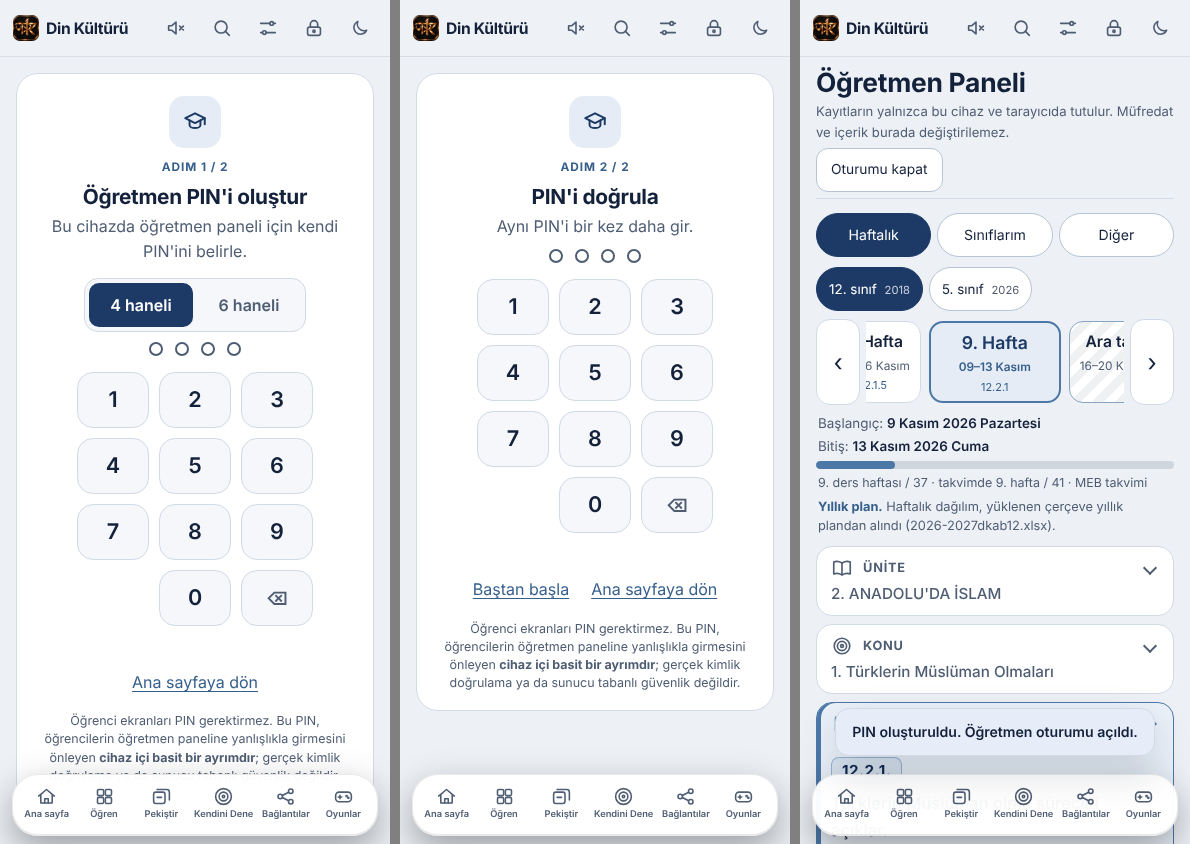 Din Kültürü
ADIM 1 / 2
Öğretmen PIN'i oluştur
Bu cihazda öğretmen paneli için kendi
PIN'ini belirle.
4 haneli
6 haneli
1
2
3
4
5
6
7
8
9
0
Ana sayfaya dön
Öğrenci ekranları PIN gerektirmez. Bu PIN,
öğrencilerin öğretmen paneline yanlışlıkla girmesini
önleyen cihaz içi basit bir ayrımdır; gerçek kimlik
doğrulama ya da sunucu tabanlı güvenlik değildir.
Ana sayfa
Öğren
Pekiştir
Kendini Dene
Bağlantılar
Oyunlar
Din Kültürü
ADIM 2 / 2
PIN'i doğrula
Aynı PIN'i bir kez daha gir.
1
2
3
4
5
6
7
8
9
0
Baştan başla
Ana sayfaya dön
Öğrenci ekranları PIN gerektirmez. Bu PIN,
öğrencilerin öğretmen paneline yanlışlıkla girmesini
önleyen cihaz içi basit bir ayrımdır; gerçek kimlik
doğrulama ya da sunucu tabanlı güvenlik değildir.
Ana sayfa
Öğren
Pekiştir
Kendini Dene
Bağlantılar
Oyunlar
Din Kültürü
Öğretmen Paneli
Kayıtların yalnızca bu cihaz ve tarayıcıda tutulur. Müfredat
ve içerik burada değiştirilemez.
Oturumu kapat
Haftalık
Sınıflarım
Diğer
12. sınıf 2018
5. sınıf 2026
Hafta
6 Kasım
2.1.5
9. Hafta
09–13 Kasım
12.2.1
Ara
16–20
Başlangıç: 9 Kasım 2026 Pazartesi
Bitiş: 13 Kasım 2026 Cuma
9. ders haftası / 37 · takvimde 9. hafta / 41 · MEB takvimi
Yıllık plan. Haftalık dağılım, yüklenen çerçeve yıllık
plandan alındı (2026-2027dkab12.xlsx).
ÜNİTE
2. ANADOLU'DA İSLAM
KONU
1. Türklerin Müslüman Olmaları
PIN oluşturuldu. Öğretmen oturumu açıldı.
12.2.1.
Ana sayfa
Öğren
Pekiştir
Kendini Dene
Bağlantılar
Oyunlar